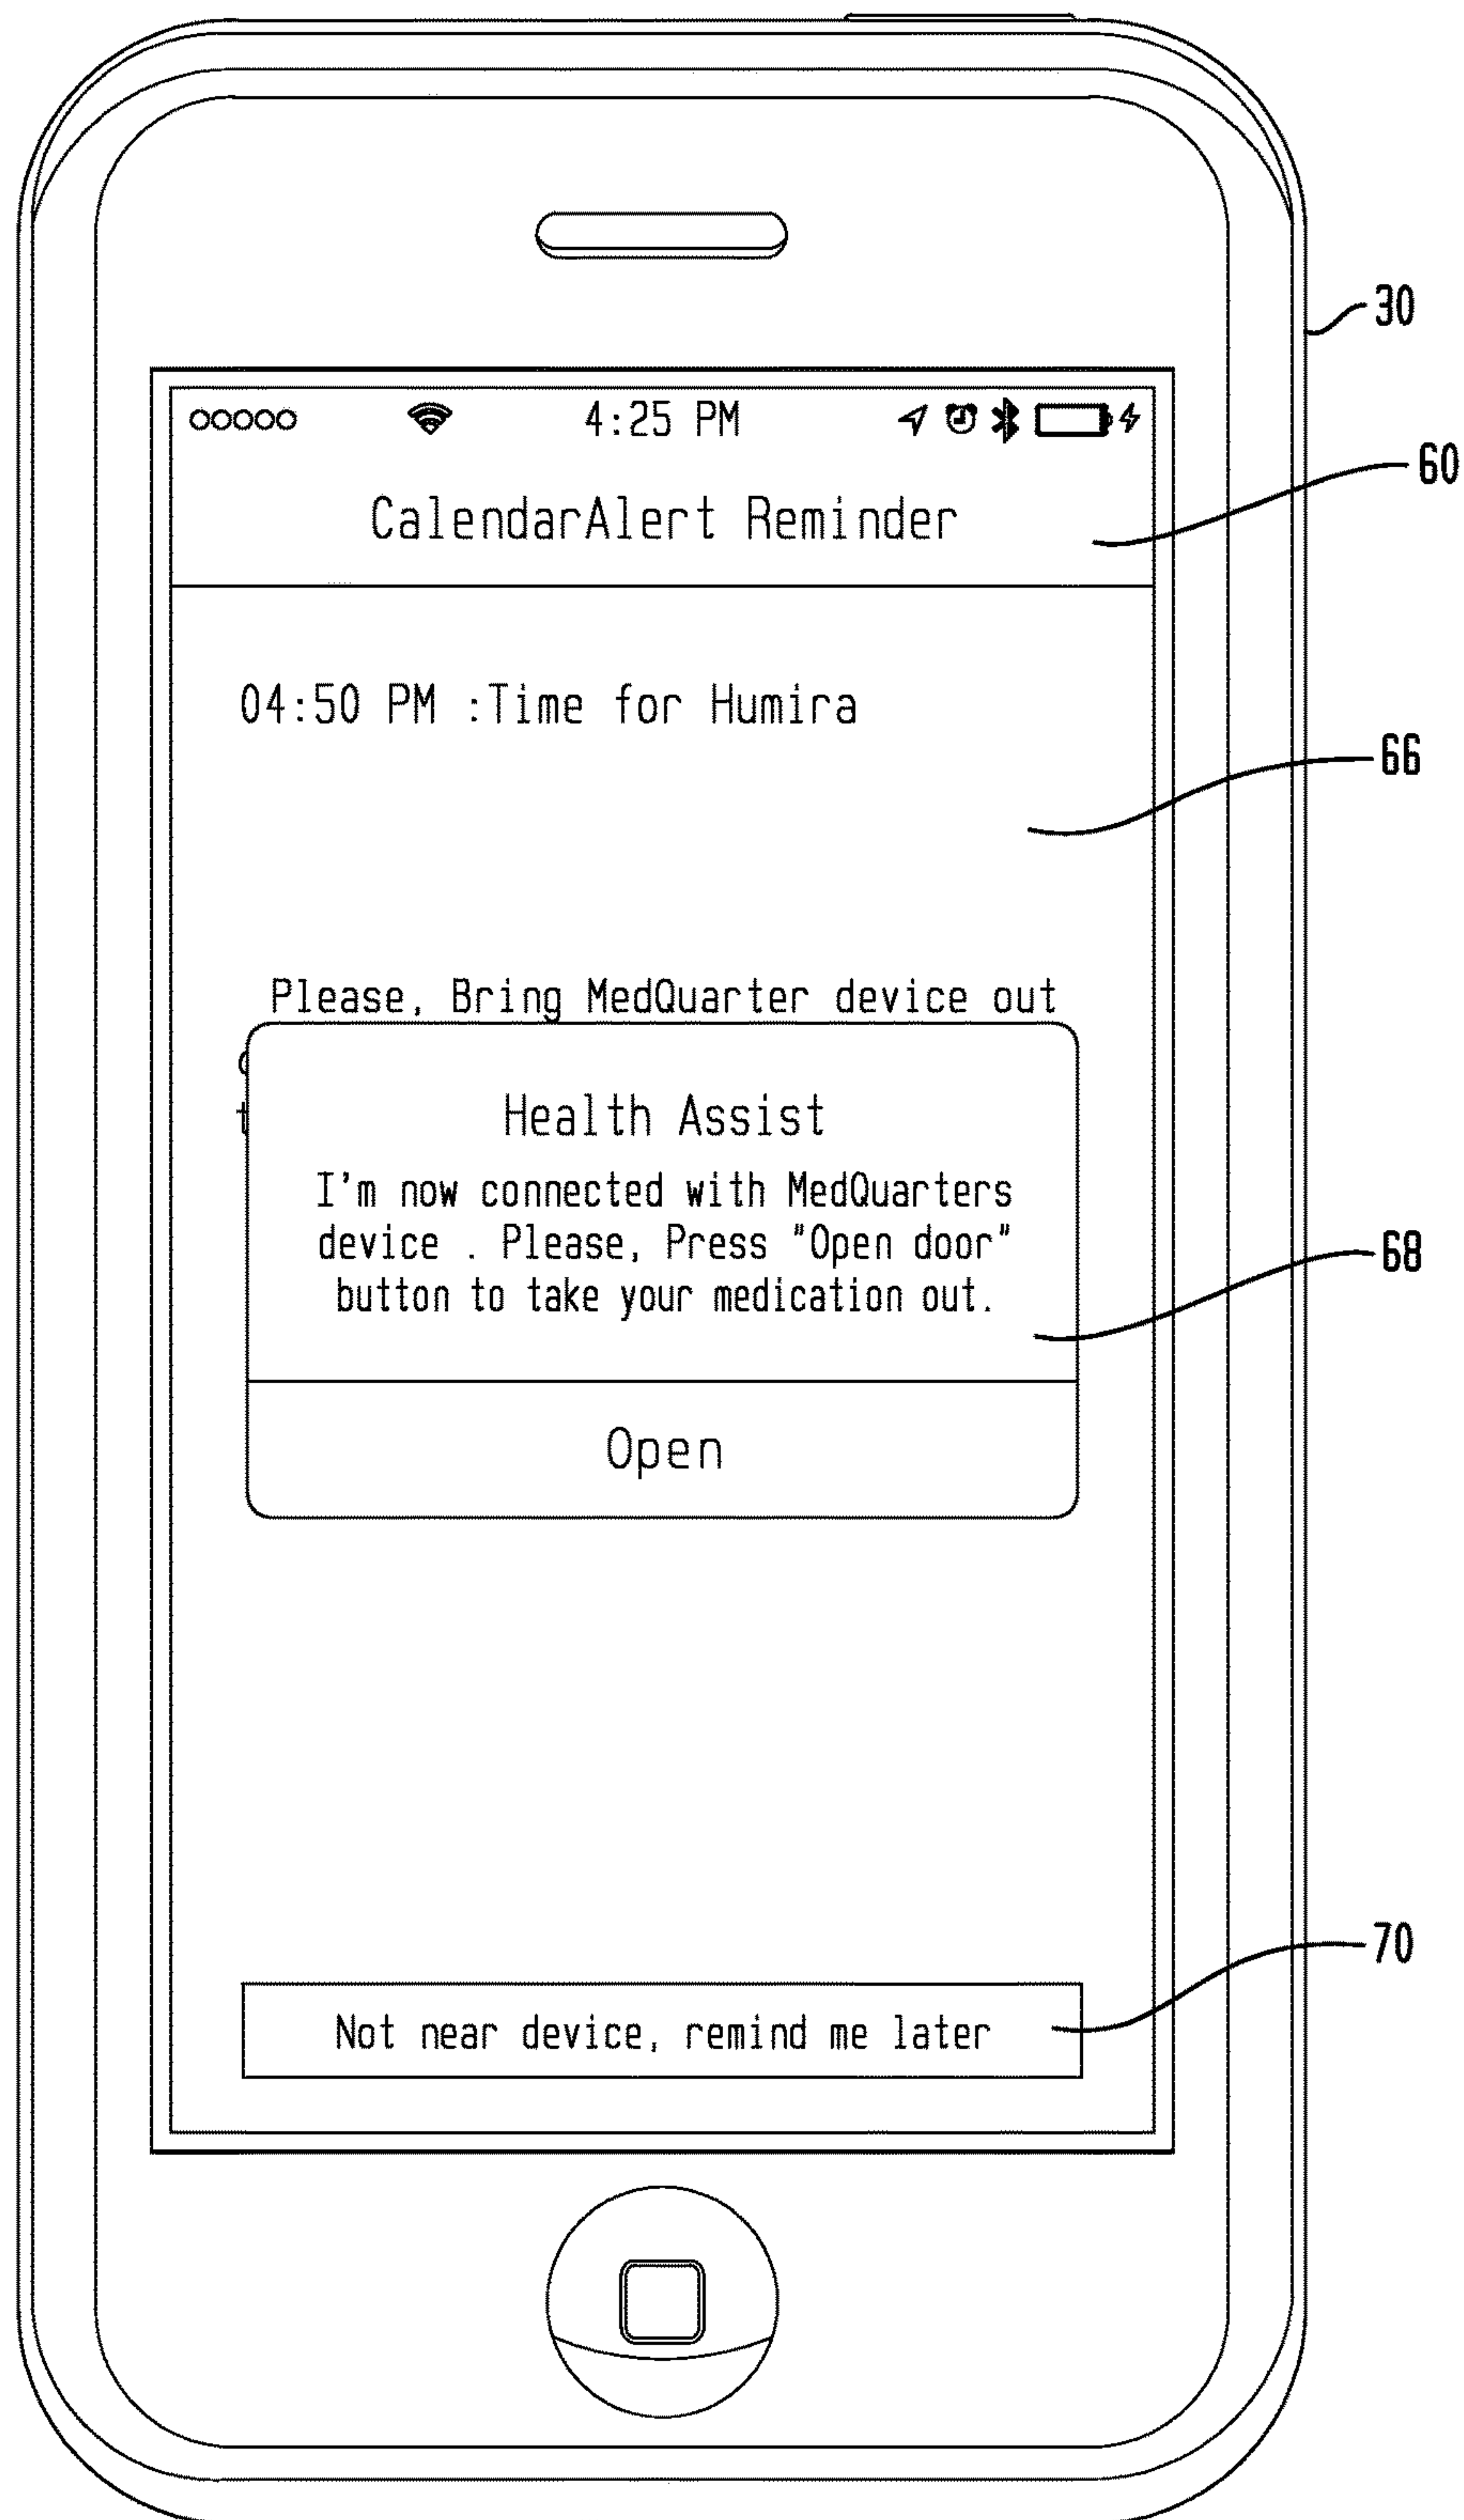 30
4:25 PM
60
CalendarAlert Reminder
04:50 PM :Time for Humira
66
Please, Bring MedQuarter device out
Health Assist
I'm now connected with MedQuarters
device . Please, Press "Open door"
68
button to take your medication out.
Open
70
Not near device, remind me later